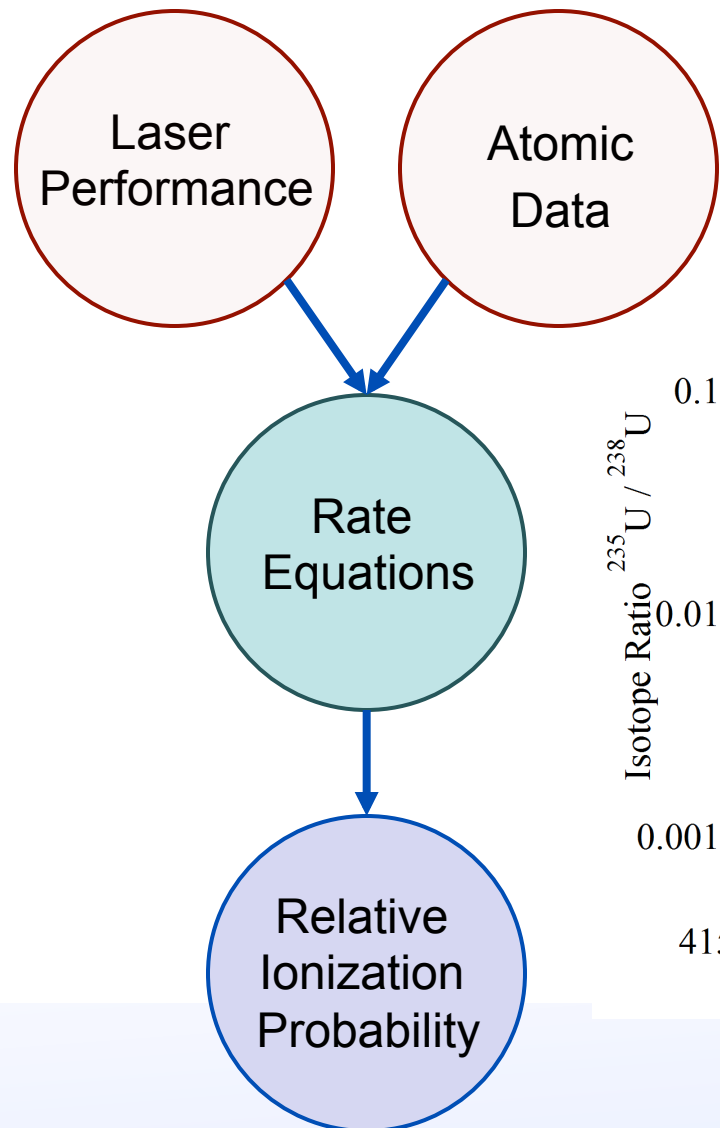 Laser
Performance
Atomic
Data
Rate
Equations
Relative
Ionization
Probability
0.1
0.01
0.001
Isotope Ratio ²³⁵U / ²³⁸U